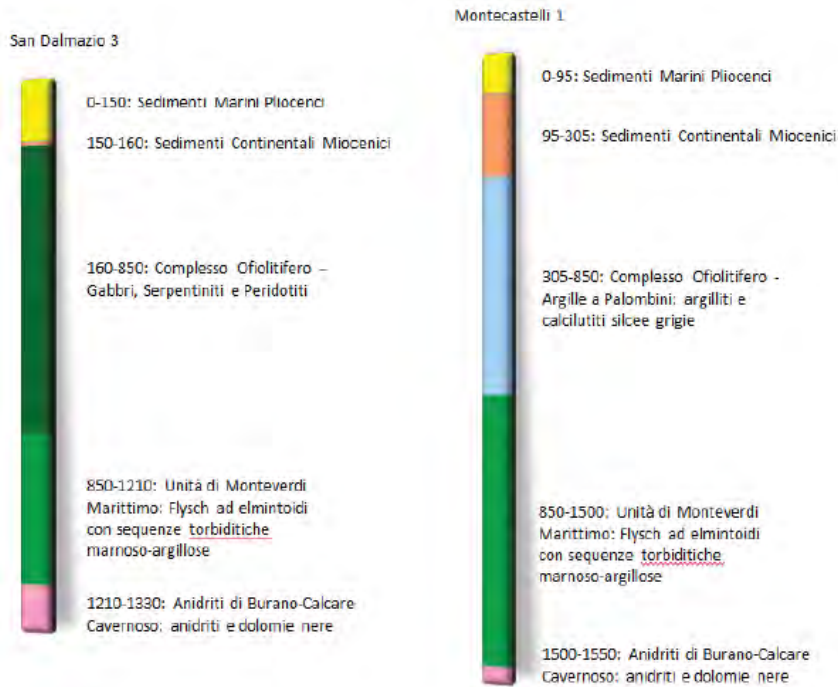 San Dalmazio 3
0-150: Sedimenti Marini Pliocenci
150-160: Sedimenti Continentali Miocenici
160-850: Complesso Ofiolitifero –
Gabbri, Serpentiniti e Peridotiti
850-1210: Unità di Monteverdi
Marittimo: Flysch ad elmintoidi
con sequenze torbiditiche
marnoso-argillose
1210-1330: Anidriti di Burano-Calcare
Cavernoso: anidriti e dolomie nere
Montecastelli 1
0-95: Sedimenti Marini Pliocenci
95-305: Sedimenti Continentali Miocenici
305-850: Complesso Ofiolitifero -
Argille a Palombini: argilliti e
calcilutiti silcee grigie
850-1500: Unità di Monteverdi
Marittimo: Flysch ad elmintoidi
con sequenze torbiditiche
marnoso-argillose
1500-1550: Anidriti di Burano-Calcare
Cavernoso: anidriti e dolomie nere